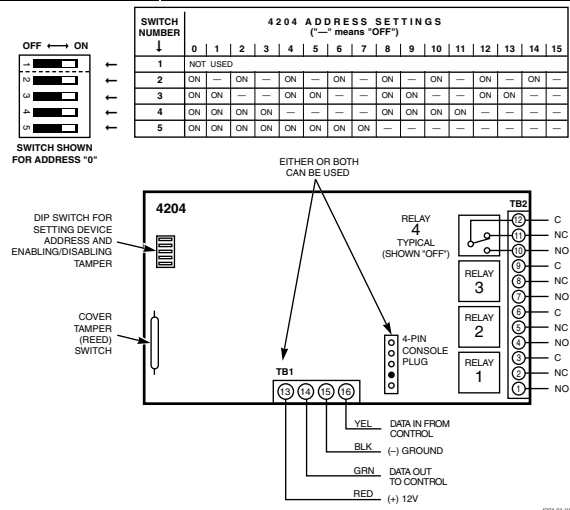 SWITCH NUMBER ↓ 4204 ADDRESS SETTINGS
("—" means "OFF")
0 1 2 3 4 5 6 7 8 9 10 11 12 13 14 15
1 NOT USED
2 ON — ON — ON — ON — ON — ON — ON — ON —
3 ON ON — — ON ON — — ON ON — — ON ON — —
4 ON ON ON ON — — — — ON ON ON ON — — — —
5 ON ON ON ON ON ON ON ON — — — — — — — —
OFF ⟷ ON
1
2
3
4
5
SWITCH SHOWN
FOR ADDRESS "0"
EITHER OR BOTH
CAN BE USED
4204
DIP SWITCH FOR
SETTING DEVICE
ADDRESS AND
ENABLING/DISABLING
TAMPER
COVER
TAMPER
(REED)
SWITCH
RELAY
4
TYPICAL
(SHOWN "OFF")
RELAY
3
RELAY
2
RELAY
1
4-PIN
CONSOLE
PLUG
TB2
12 C
11 NC
10 NO
9 C
8 NC
7 NO
6 C
5 NC
4 NO
3 C
2 NC
1 NO
TB1
13 14 15 16
YEL DATA IN FROM
CONTROL
BLK (–) GROUND
GRN DATA OUT
TO CONTROL
RED (+) 12V